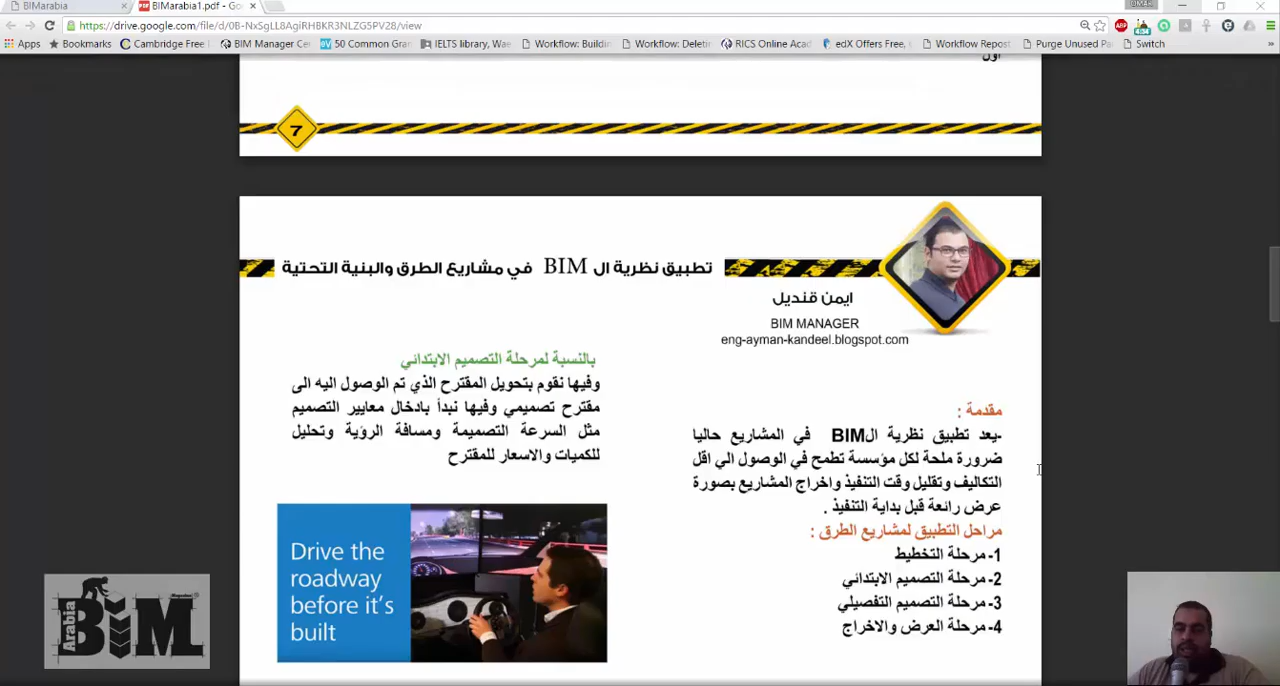 BIMarabia
BIMarabia1.pdf - Go
OMAR
https://drive.google.com/file/d/0B-NxSgLL8AgiRHBKR3NLZG5PV28/view
Apps
Bookmarks
Cambridge Free
BIM Manager Ce
50 Common Gra
IELTS library, Wa
Workflow: Buildin
Workflow: Deletin
RICS Online Acad
edX Offers Free,
Workflow Repost
Purge Unused Pa
Switch
اون
7
تطبيق نظرية ال BIM في مشاريع الطرق والبنية التحتية
ايمن قنديل
BIM MANAGER
eng-ayman-kandeel.blogspot.com
مقدمة :
-يعد تطبيق نظرية الBIM في المشاريع حاليا
ضرورة ملحة لكل مؤسسة تطمح في الوصول الي اقل
التكاليف وتقليل وقت التنفيذ واخراج المشاريع بصورة
عرض رائعة قبل بداية التنفيذ .
مراحل التطبيق لمشاريع الطرق :
1- مرحلة التخطيط
2- مرحلة التصميم الابتدائي
3- مرحلة التصميم التفصيلي
4- مرحلة العرض والاخراج
بالنسبة لمرحلة التصميم الابتدائي
وفيها نقوم بتحويل المقترح الذي تم الوصول اليه الى
مقترح تصميمي وفيها نبدأ بادخال معايير التصميم
مثل السرعة التصميمة ومسافة الرؤية وتحليل
للكميات والاسعار للمقترح
Drive the
roadway
before it's
built
Arabia
BIM